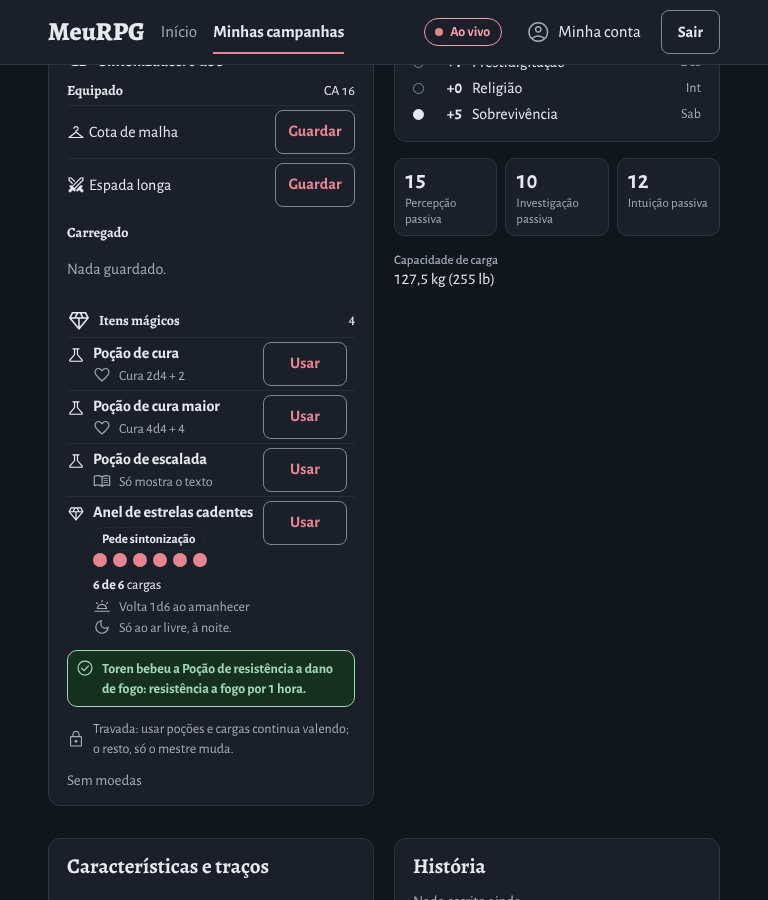 MeuRPG Início Minhas campanhas Ao vivo Minha conta Sair
Equipado CA 16
Cota de malha Guardar
Espada longa Guardar
Carregado
Nada guardado.
Itens mágicos 4
Poção de cura Usar
Cura 2d4 + 2
Poção de cura maior Usar
Cura 4d4 + 4
Poção de escalada Usar
Só mostra o texto
Anel de estrelas cadentes Usar
Pede sintonização
6 de 6 cargas
Volta 1d6 ao amanhecer
Só ao ar livre, à noite.
Toren bebeu a Poção de resistência a dano
de fogo: resistência a fogo por 1 hora.
Travada: usar poções e cargas continua valendo;
o resto, só o mestre muda.
Sem moedas
Prestidigitação
+0 Religião Int
+5 Sobrevivência Sab
15
Percepção
passiva
10
Investigação
passiva
12
Intuição passiva
Capacidade de carga
127,5 kg (255 lb)
Características e traços
História